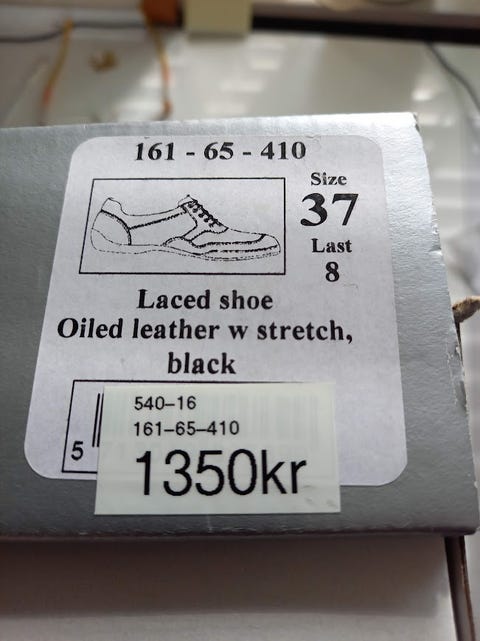 161 - 65 - 410
Size
37
Last
8
Laced shoe
Oiled leather w stretch,
black
540-16
161-65-410
5
1350kr